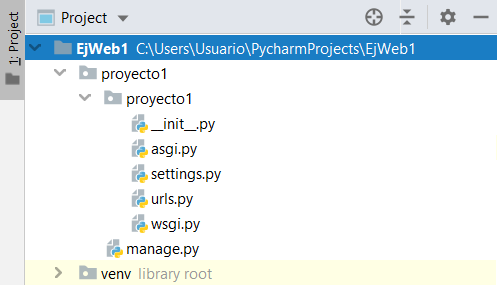 Project
1: Project
EjWeb1 C:\Users\Usuario\PycharmProjects\EjWeb1
proyecto1
proyecto1
__init__.py
asgi.py
settings.py
urls.py
wsgi.py
manage.py
venv library root